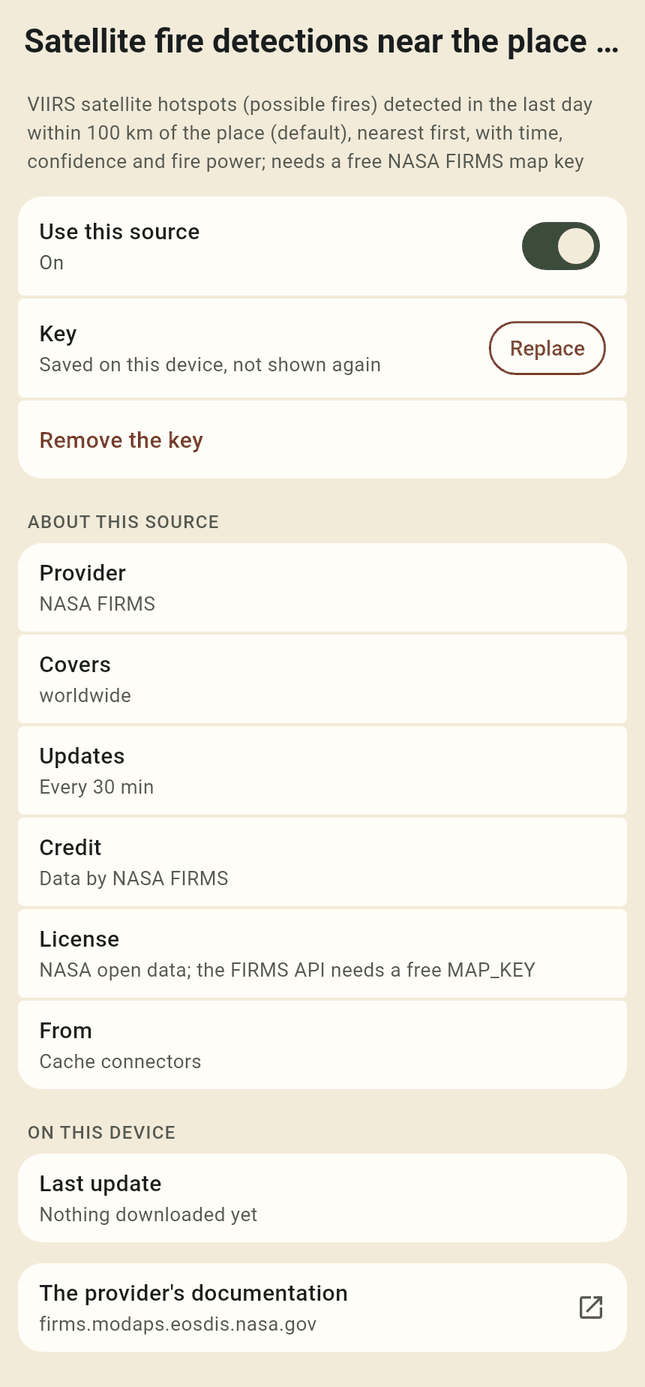 Satellite fire detections near the place ...
VIIRS satellite hotspots (possible fires) detected in the last day
within 100 km of the place (default), nearest first, with time,
confidence and fire power; needs a free NASA FIRMS map key
Use this source
On
Key
Saved on this device, not shown again
Replace
Remove the key
ABOUT THIS SOURCE
Provider
NASA FIRMS
Covers
worldwide
Updates
Every 30 min
Credit
Data by NASA FIRMS
License
NASA open data; the FIRMS API needs a free MAP_KEY
From
Cache connectors
ON THIS DEVICE
Last update
Nothing downloaded yet
The provider's documentation
firms.modaps.eosdis.nasa.gov